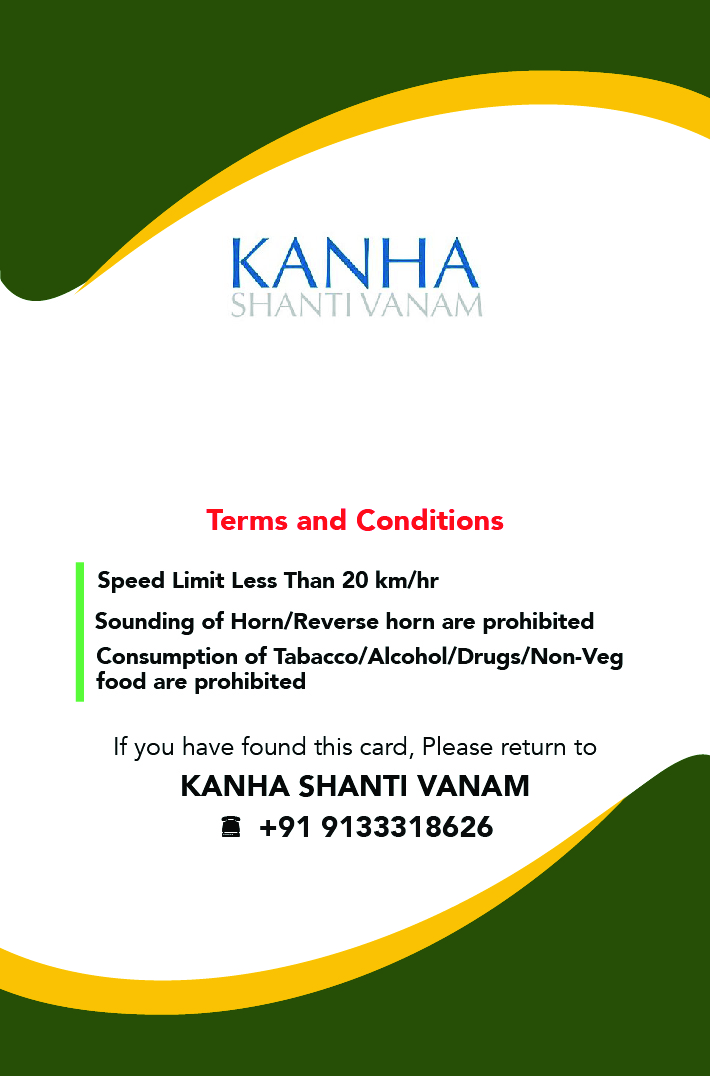 KANHA
SHANTI VANAM
Terms and Conditions
Speed Limit Less Than 20 km/hr
Sounding of Horn/Reverse horn are prohibited
Consumption of Tabacco/Alcohol/Drugs/Non-Veg
food are prohibited
If you have found this card, Please return to
KANHA SHANTI VANAM
+91 9133318626